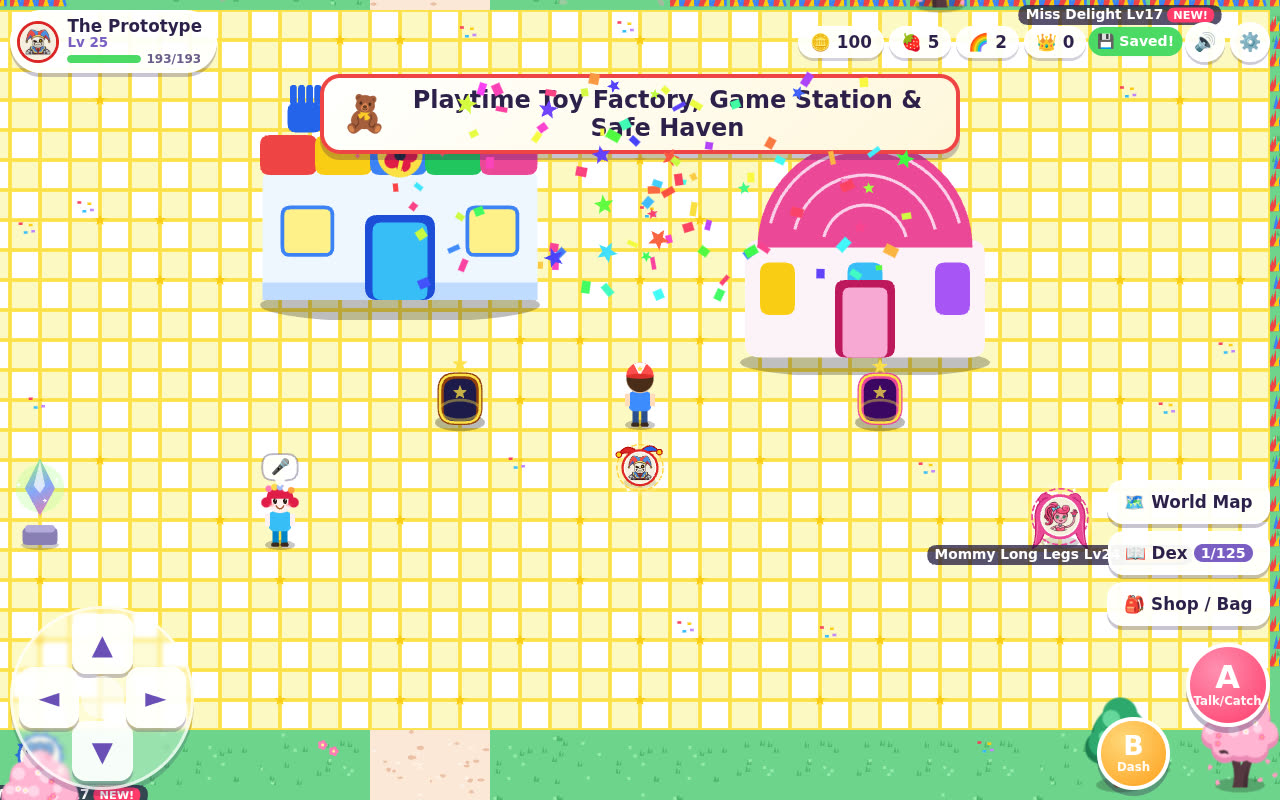 The Prototype
Lv 25
193/193
Miss Delight Lv17 NEW!
100
5
2
0
Saved!
Playtime Toy Factory, Game Station &
Safe Haven
World Map
Mommy Long Legs Lv2
Dex 1/125
Shop / Bag
A
Talk/Catch
B
Dash
7 NEW!